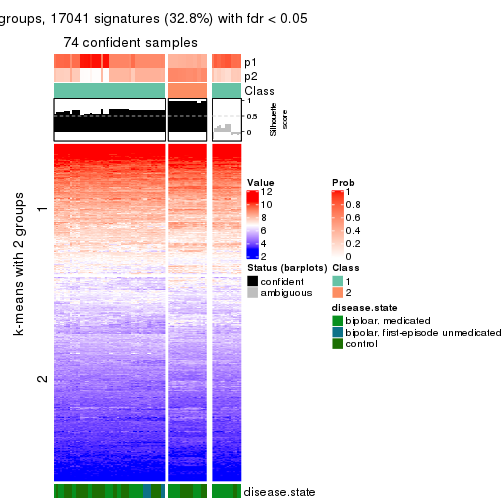 groups, 17041 signatures (32.8%) with fdr < 0.05
74 confident samples
p1
p2
Class
1
0.5
0
Silhouette
score
k-means with 2 groups
1
2
Value
12
10
8
6
4
2
Prob
1
0.8
0.6
0.4
0.2
0
Status (barplots)
confident
ambiguous
Class
1
2
disease.state
biploar. medicated
bipolar. first-episode unmedicated
control
disease.state